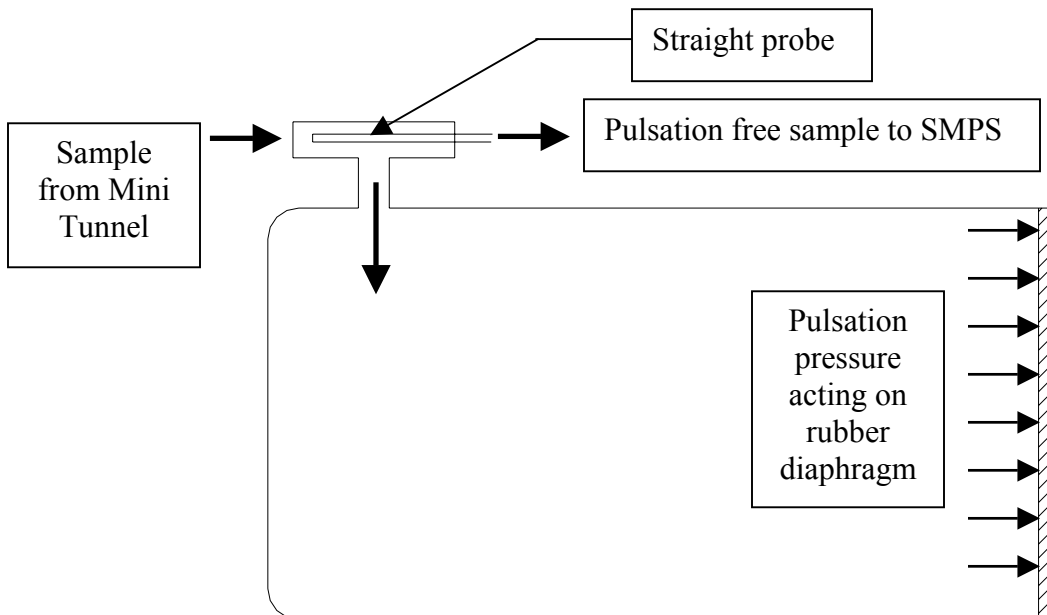 Straight probe
Sample
from Mini
Tunnel
Pulsation free sample to SMPS
Pulsation
pressure
acting on
rubber
diaphragm